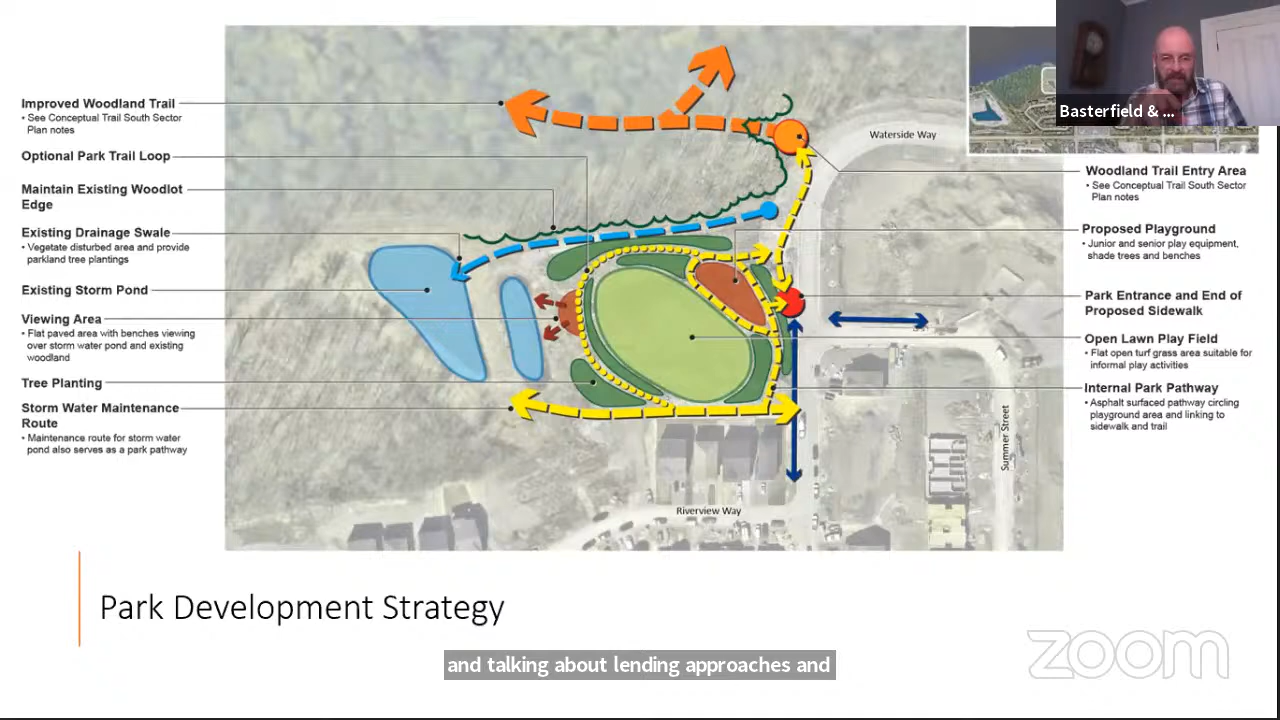 Improved Woodland Trail
• See Conceptual Trail South Sector
Plan notes
Optional Park Trail Loop
Maintain Existing Woodlot
Edge
Existing Drainage Swale
• Vegetate disturbed area and provide
parkland tree plantings
Existing Storm Pond
Viewing Area
• Flat paved area with benches viewing
over storm water pond and existing
woodland
Tree Planting
Storm Water Maintenance
Route
• Maintenance route for storm water
pond also serves as a park pathway
Waterside Way
Summer Street
Riverview Way
Basterfield & ...
Woodland Trail Entry Area
• See Conceptual Trail South Sector
Plan notes
Proposed Playground
• Junior and senior play equipment,
shade trees and benches
Park Entrance and End of
Proposed Sidewalk
Open Lawn Play Field
• Flat open turf grass area suitable for
informal play activities
Internal Park Pathway
• Asphalt surfaced pathway circling
playground area and linking to
sidewalk and trail
Park Development Strategy
and talking about lending approaches and
zoom